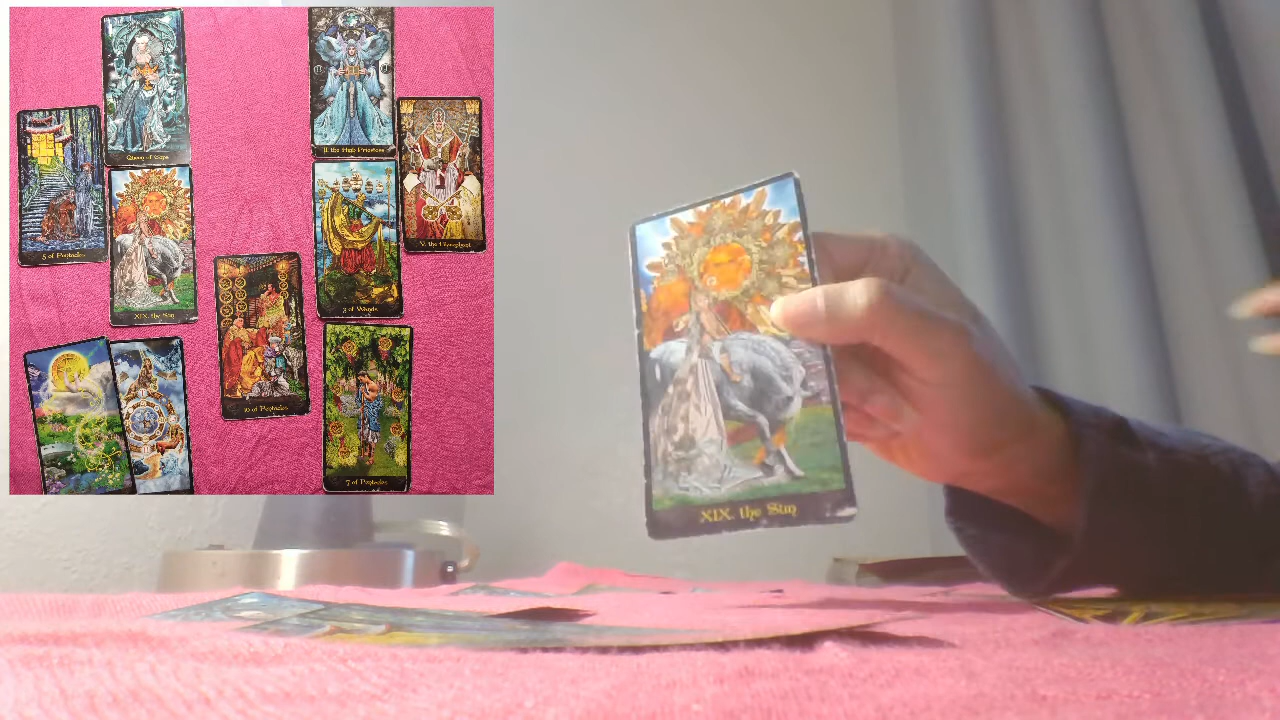 Queen of Cups
II. the High Priestess
5 of Pentacles
V. the Hierophant
XIX. the Sun
3 of Wands
10 of Pentacles
7 of Pentacles
XIX. the Sun